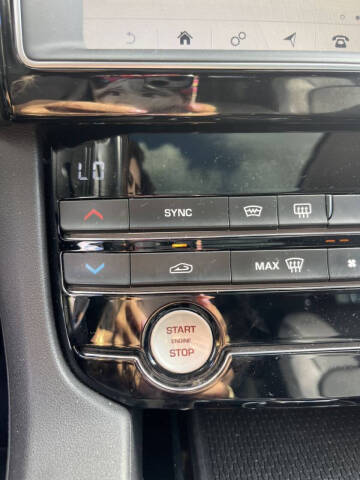 LO
SYNC
MAX
START
ENGINE
STOP